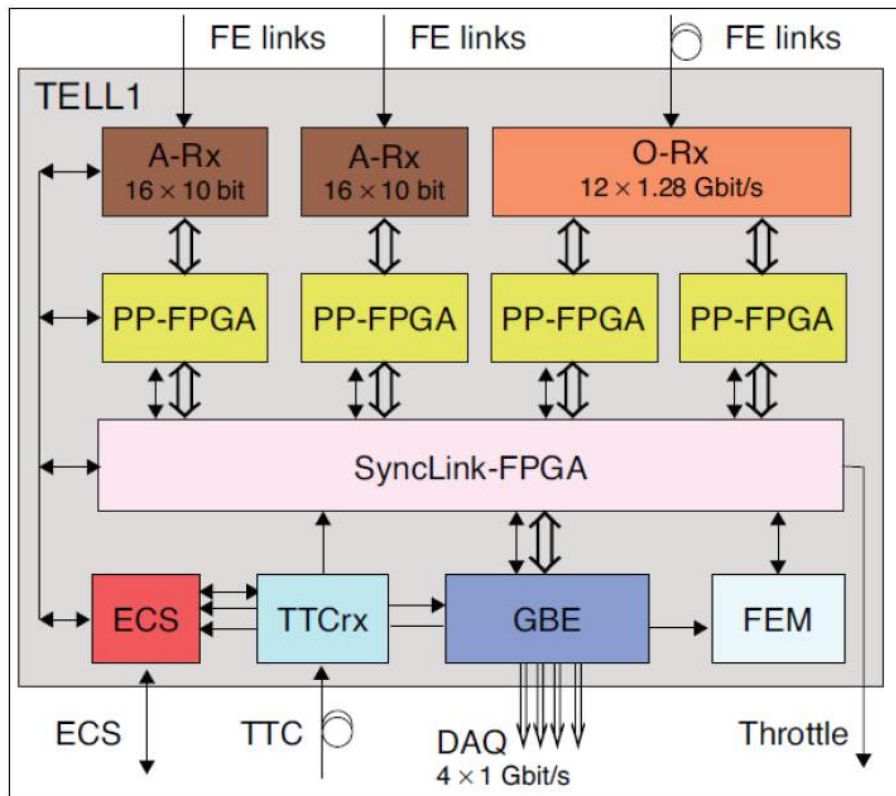 FE links FE links FE links
TELL1
A-Rx A-Rx O-Rx
16 × 10 bit 16 × 10 bit 12 × 1.28 Gbit/s
PP-FPGA PP-FPGA PP-FPGA PP-FPGA
SyncLink-FPGA
ECS TTCrx GBE FEM
ECS TTC DAQ Throttle
4 × 1 Gbit/s